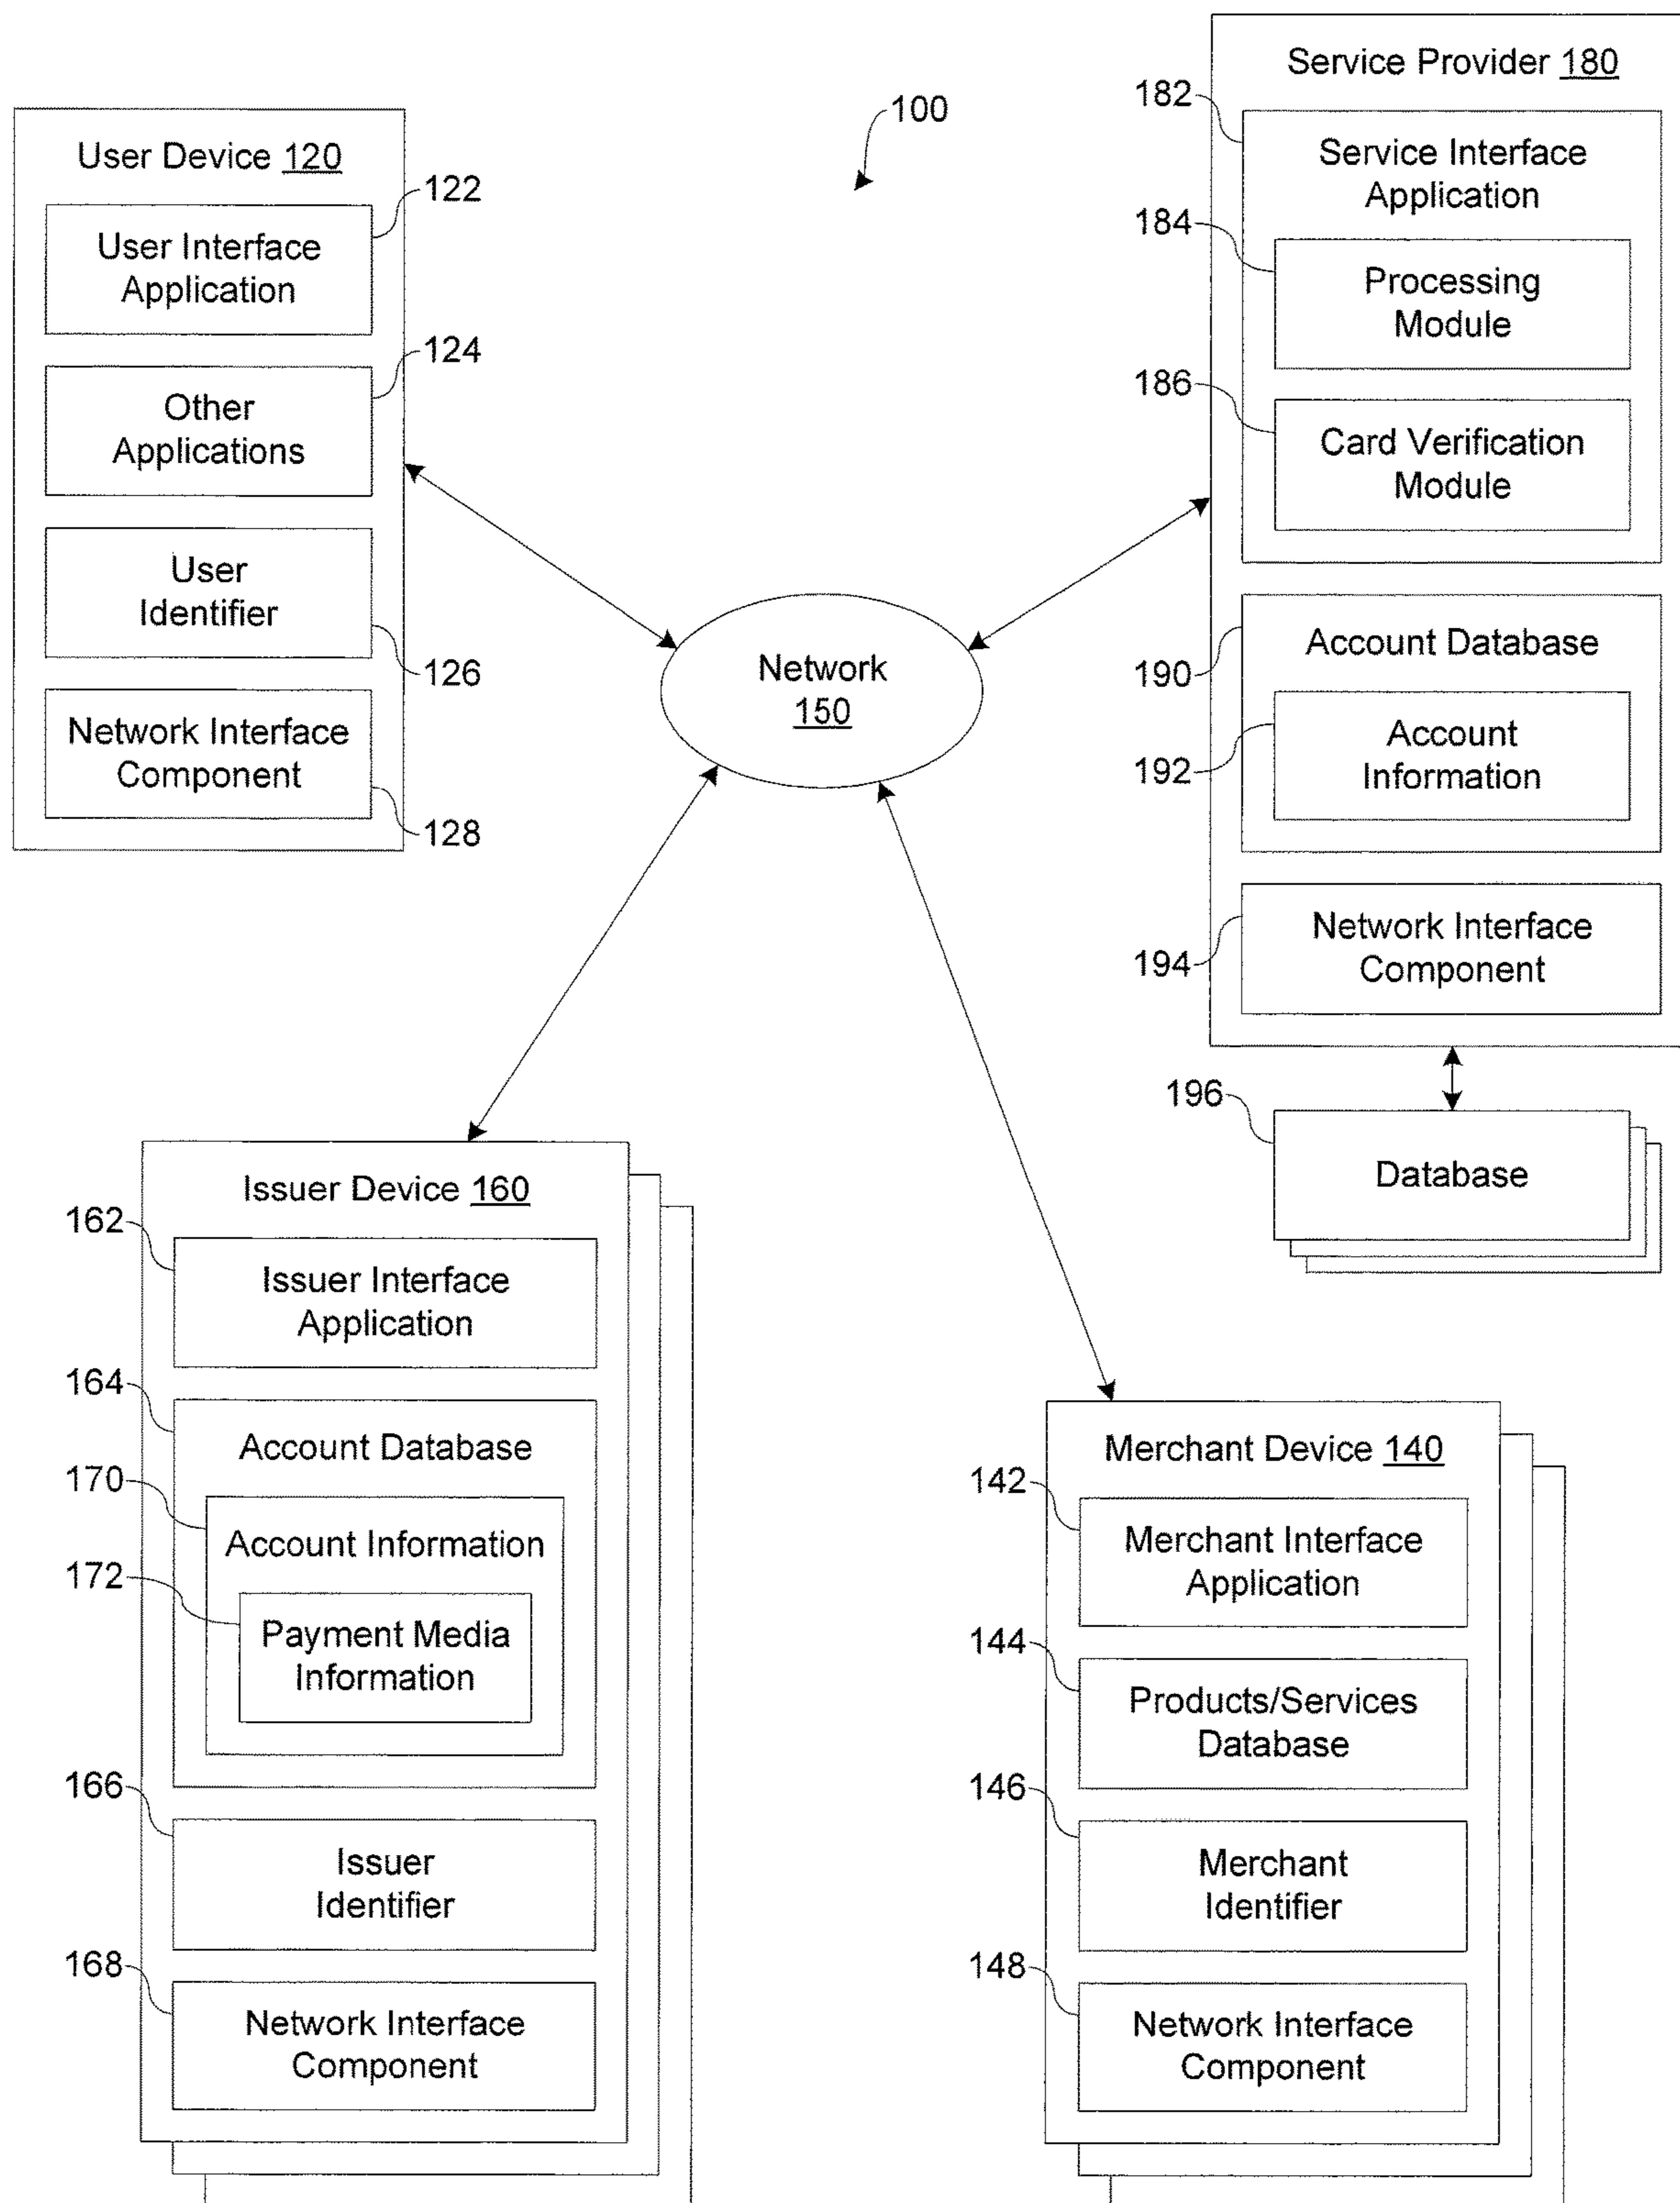 100
User Device 120
122
User Interface
Application
124
Other
Applications
User
Identifier
126
Network Interface
Component
128
Service Provider 180
182
Service Interface
Application
184
Processing
Module
186
Card Verification
Module
190
Account Database
192
Account
Information
194
Network Interface
Component
196
Database
Network
150
Issuer Device 160
162
Issuer Interface
Application
164
Account Database
170
Account Information
172
Payment Media
Information
166
Issuer
Identifier
168
Network Interface
Component
Merchant Device 140
142
Merchant Interface
Application
144
Products/Services
Database
146
Merchant
Identifier
148
Network Interface
Component